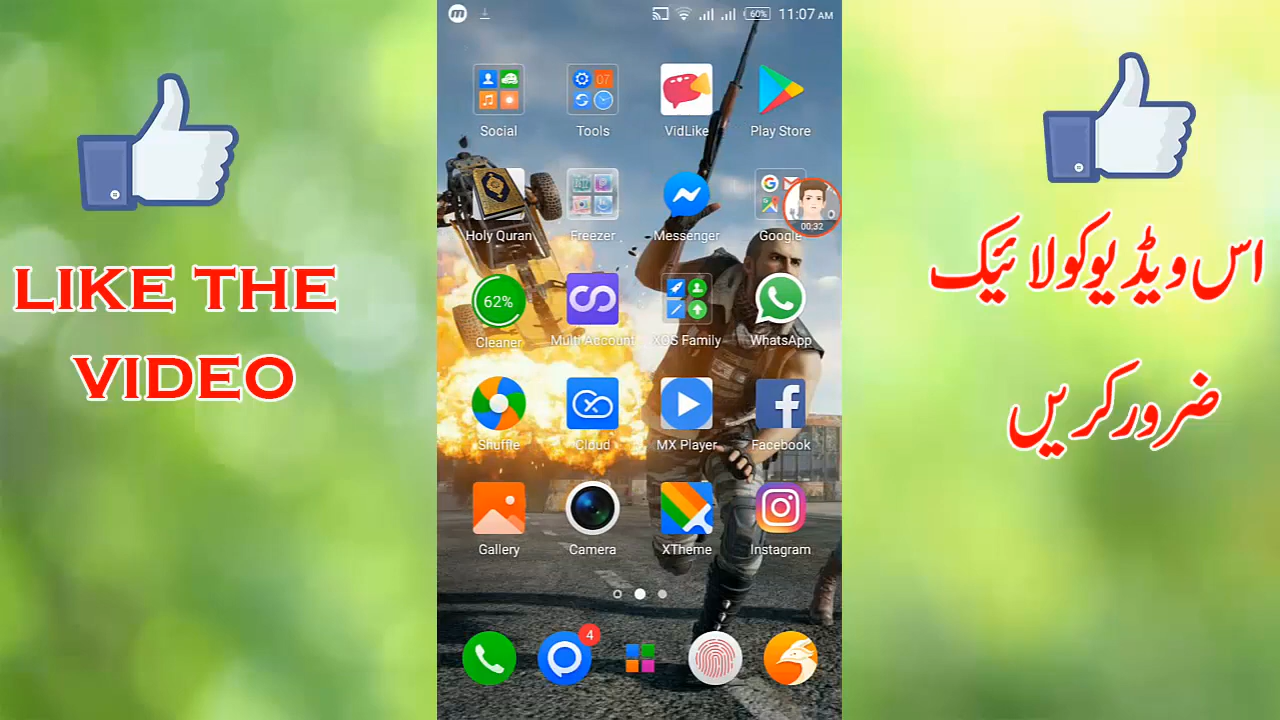 LIKE THE
VIDEO
60% 11:07 AM
Social Tools VidLike Play Store
07
Holy Quran Freezer Messenger Google
00:32
62%
Cleaner Multi Account XOS Family WhatsApp
Shuffle Cloud MX Player Facebook
Gallery Camera XTheme Instagram
4
اس ویڈیو کو لائیک
ضرور کریں